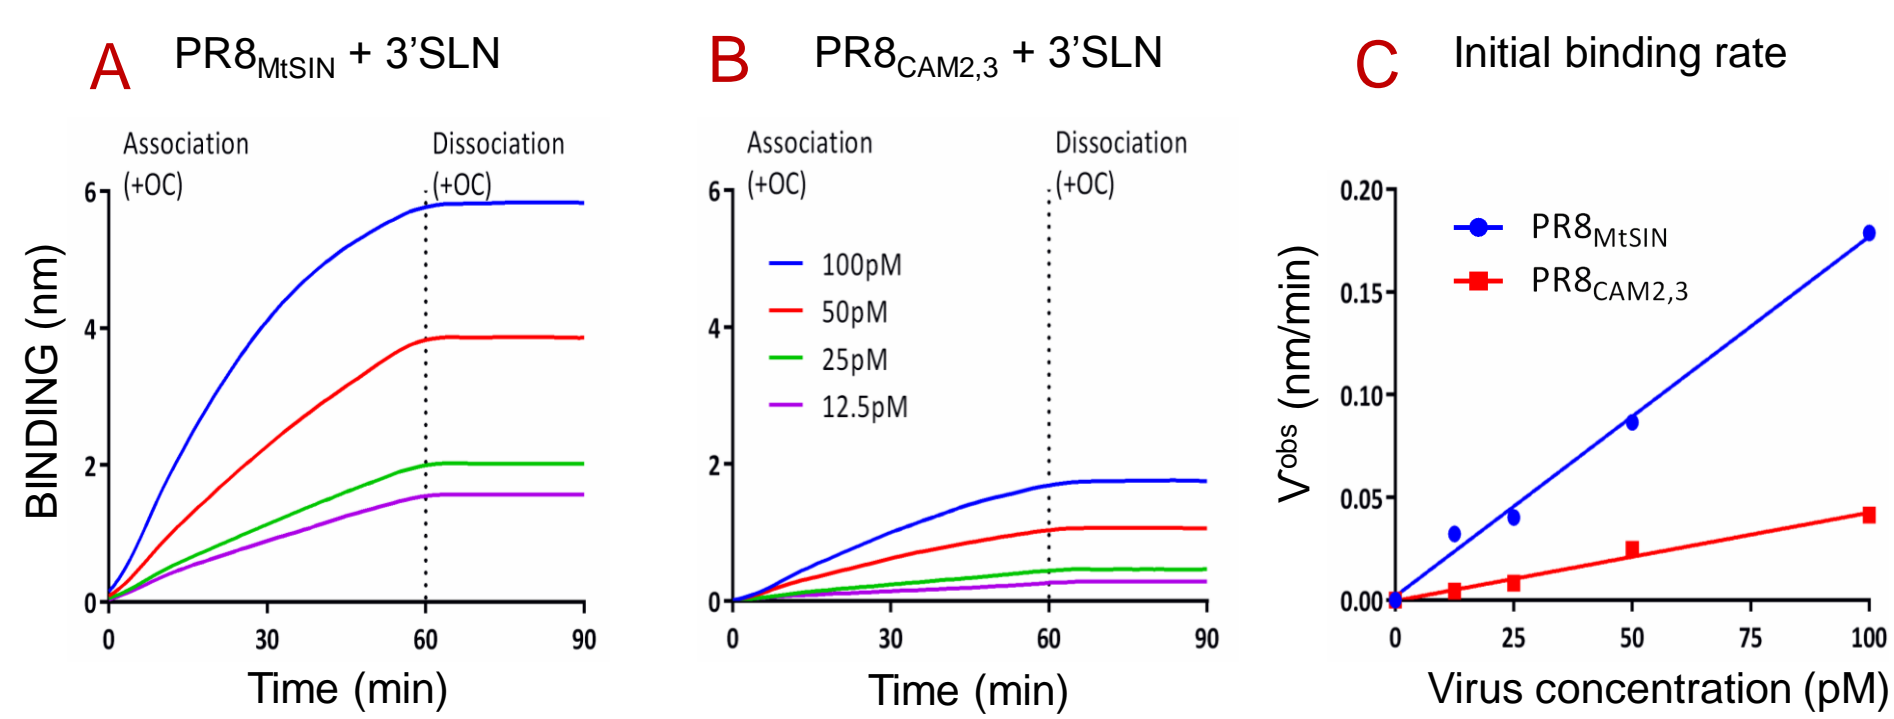 A
PR8MtSIN + 3'SLN
Association
(+OC)
Dissociation
(+OC)
BINDING (nm)
6
4
2
0
0 30 60 90
Time (min)
B
PR8CAM2,3 + 3'SLN
Association
(+OC)
Dissociation
(+OC)
6
4
2
0
100pM
50pM
25pM
12.5pM
0 30 60 90
Time (min)
C
Initial binding rate
Vobs (nm/min)
0.20
0.15
0.10
0.05
0.00
PR8MtSIN
PR8CAM2,3
0 25 50 75 100
Virus concentration (pM)